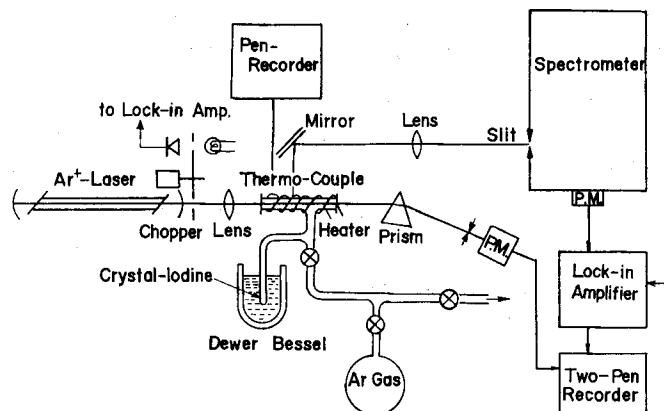 Pen-
Recorder
Spectrometer
to Lock-in Amp.
Mirror
Lens
Slit
Ar+-Laser
Thermo-Couple
P.M.
Chopper
Lens
Heater
Prism
P.M.
Crystal-Iodine
Lock-in
Amplifier
Dewer Bessel
Ar Gas
Two-Pen
Recorder